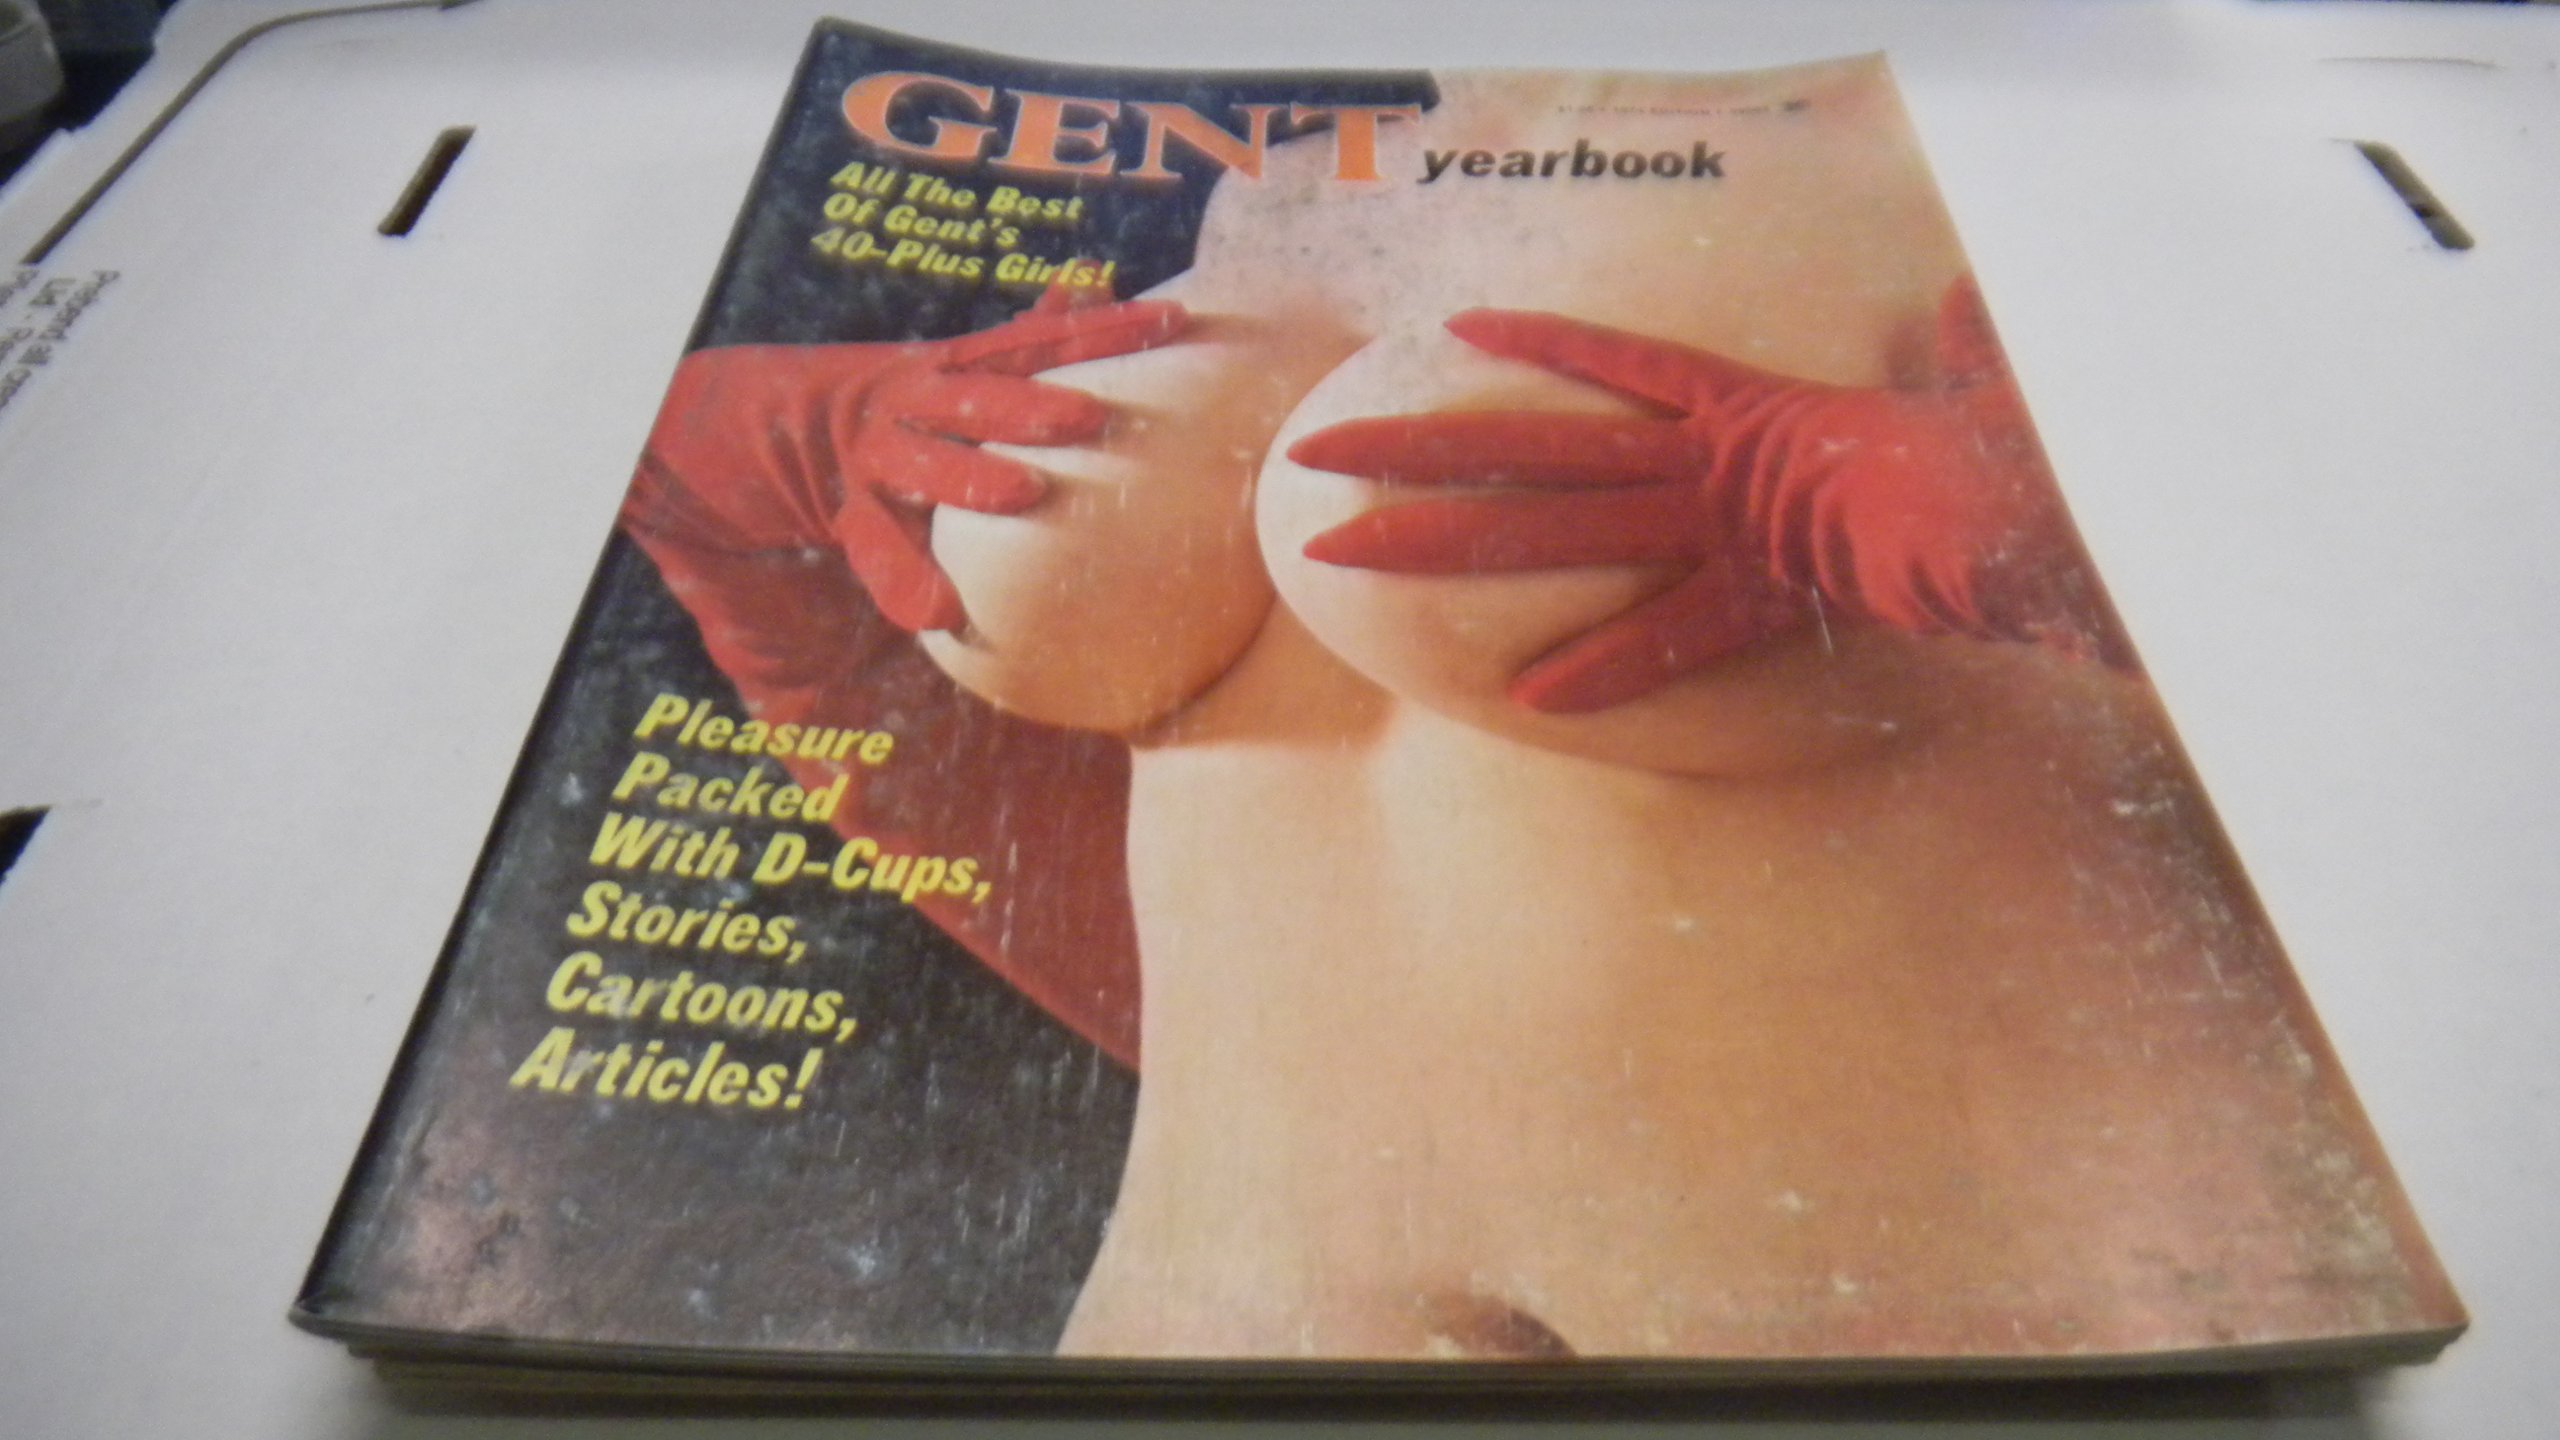 GENT
yearbook
All The Best
Of Gent's
40-Plus Girls!
Pleasure
Packed
With D-Cups,
Stories,
Cartoons,
Articles!